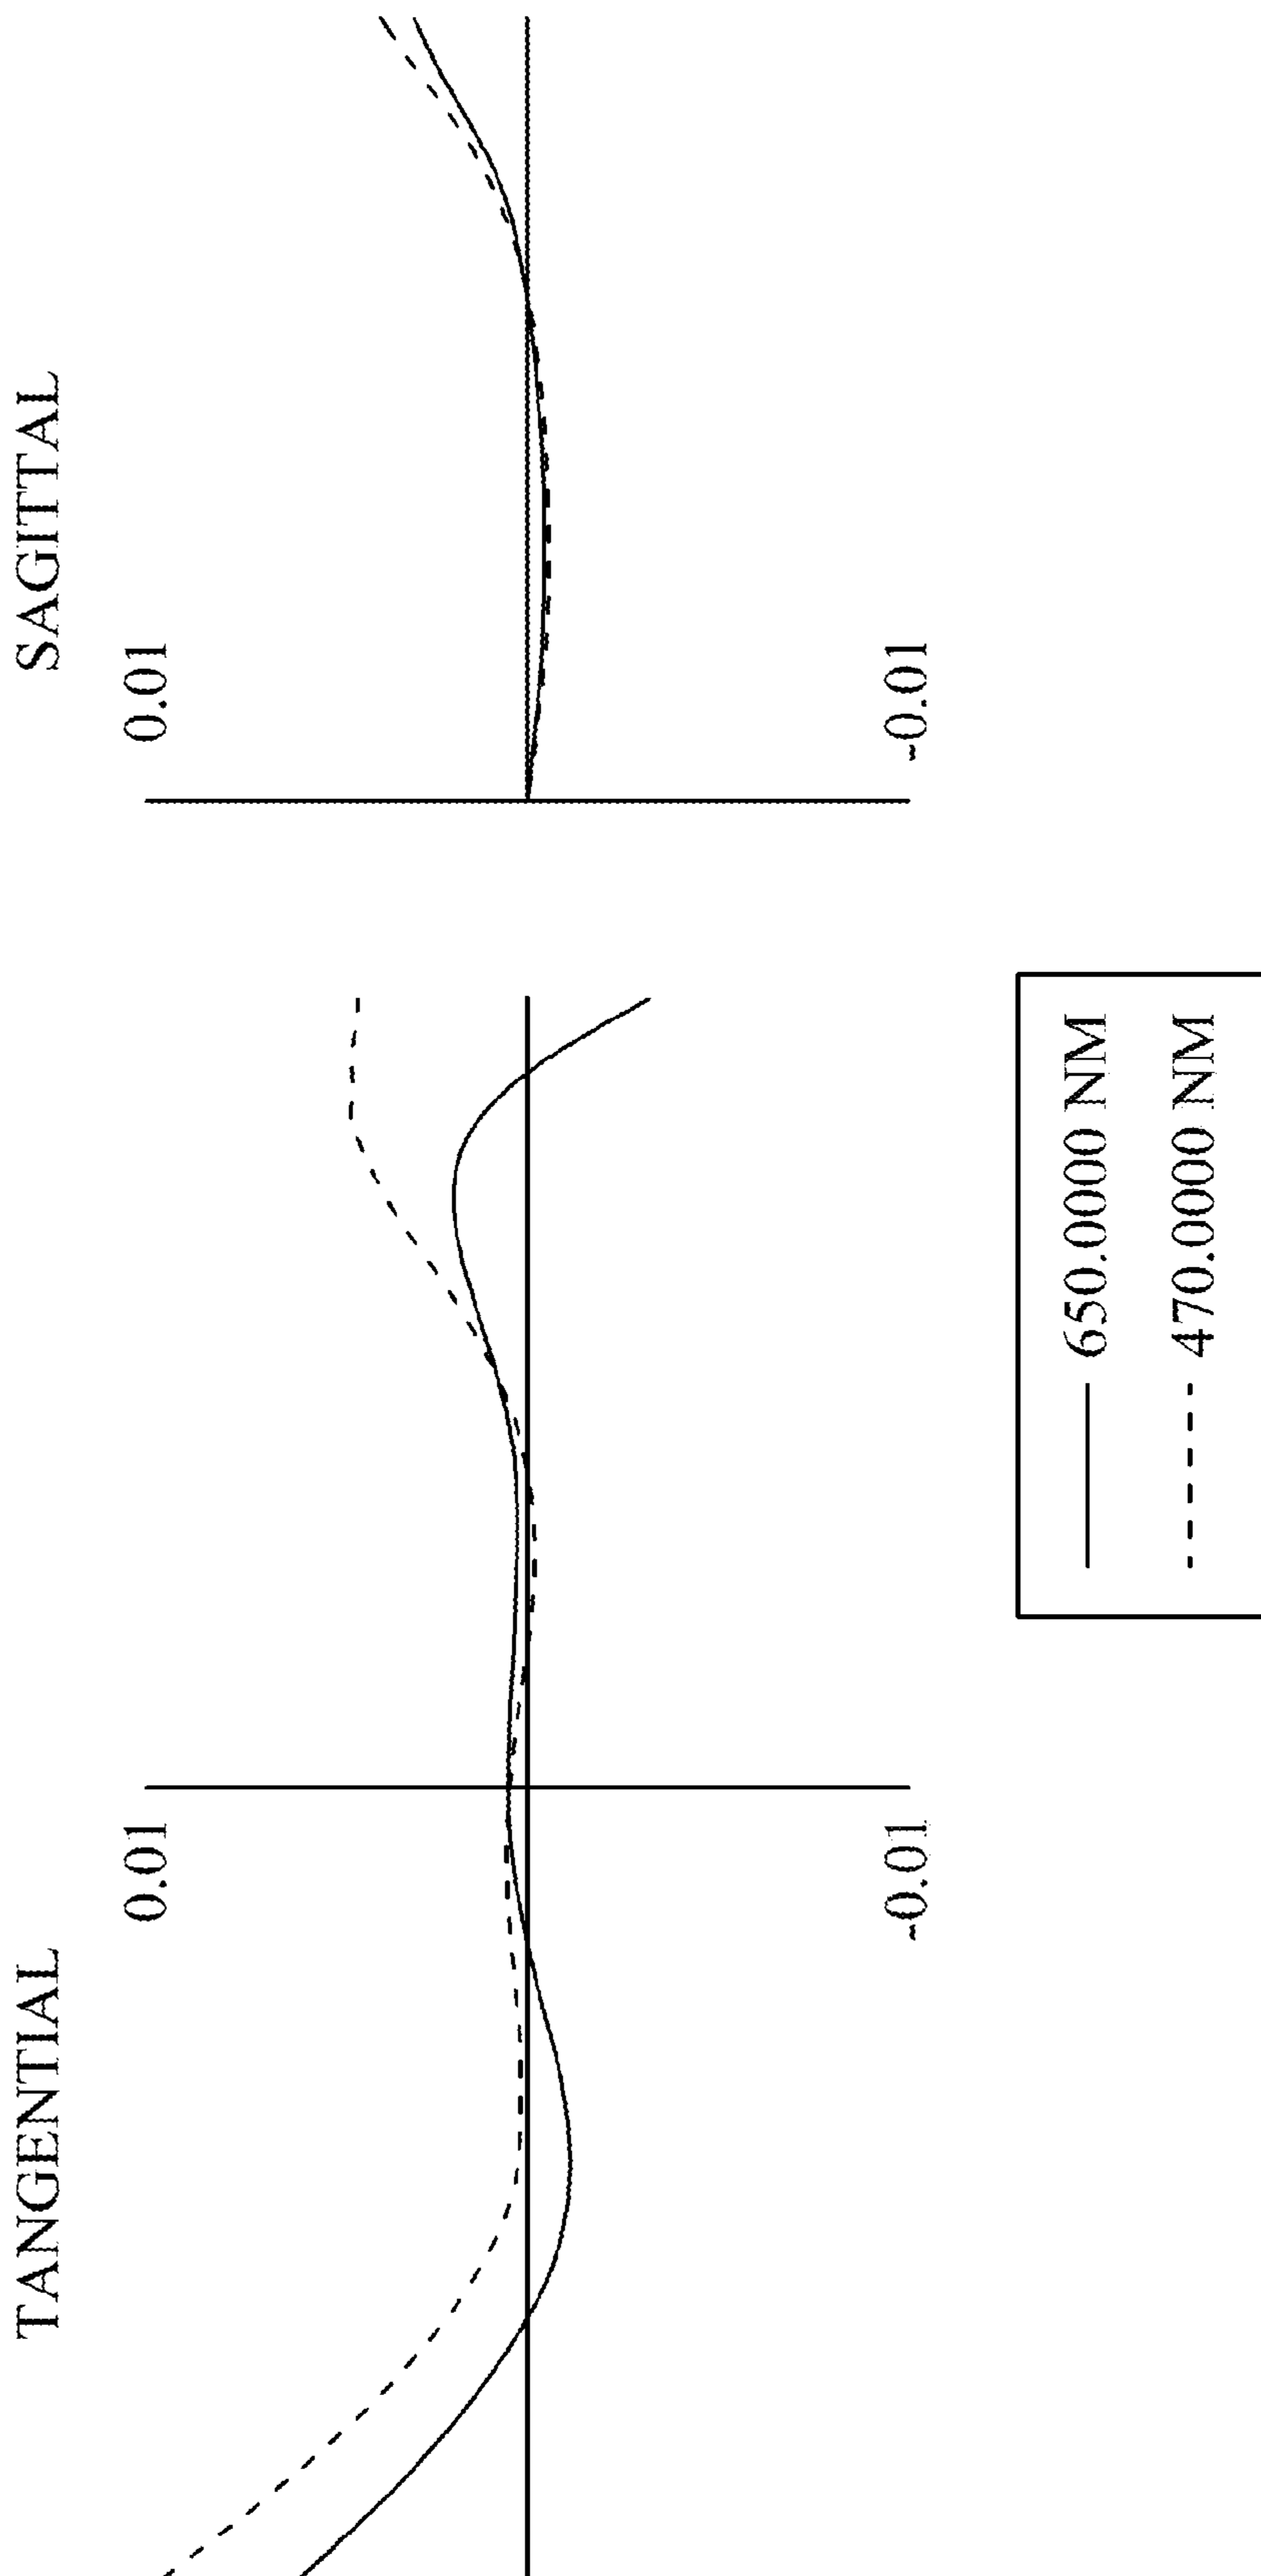 TANGENTIAL
SAGITTAL
0.01
0.01
-0.01
-0.01
650.0000 NM
470.0000 NM